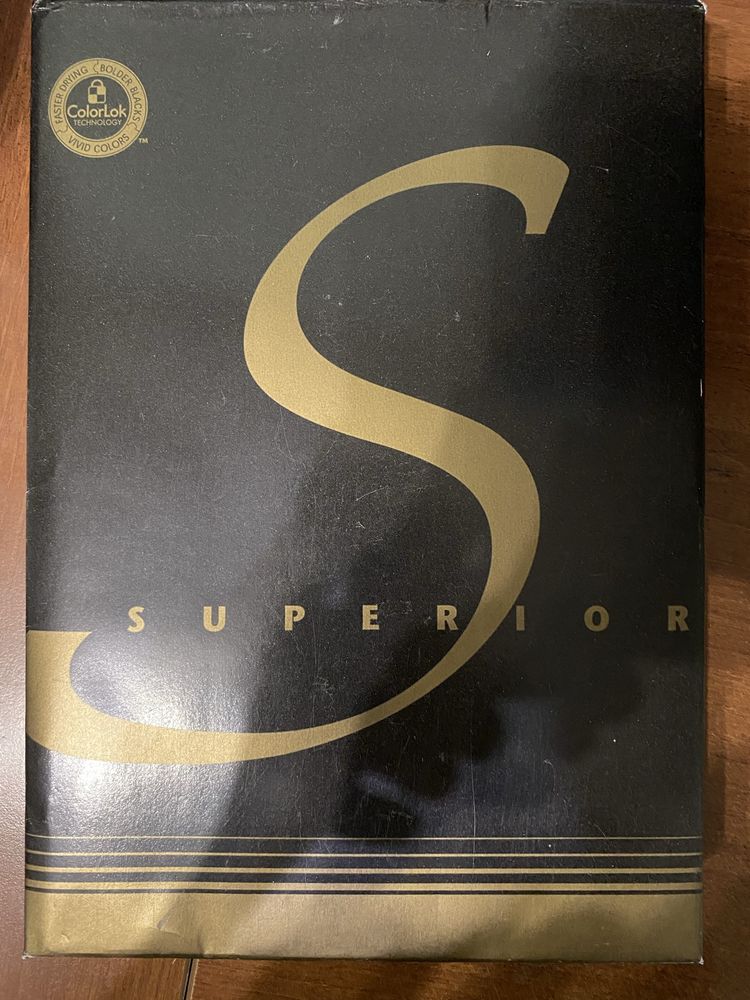 FASTER DRYING
BOLDER BLACKS
ColorLok
TECHNOLOGY
VIVID COLORS
TM
S
SUPERIOR